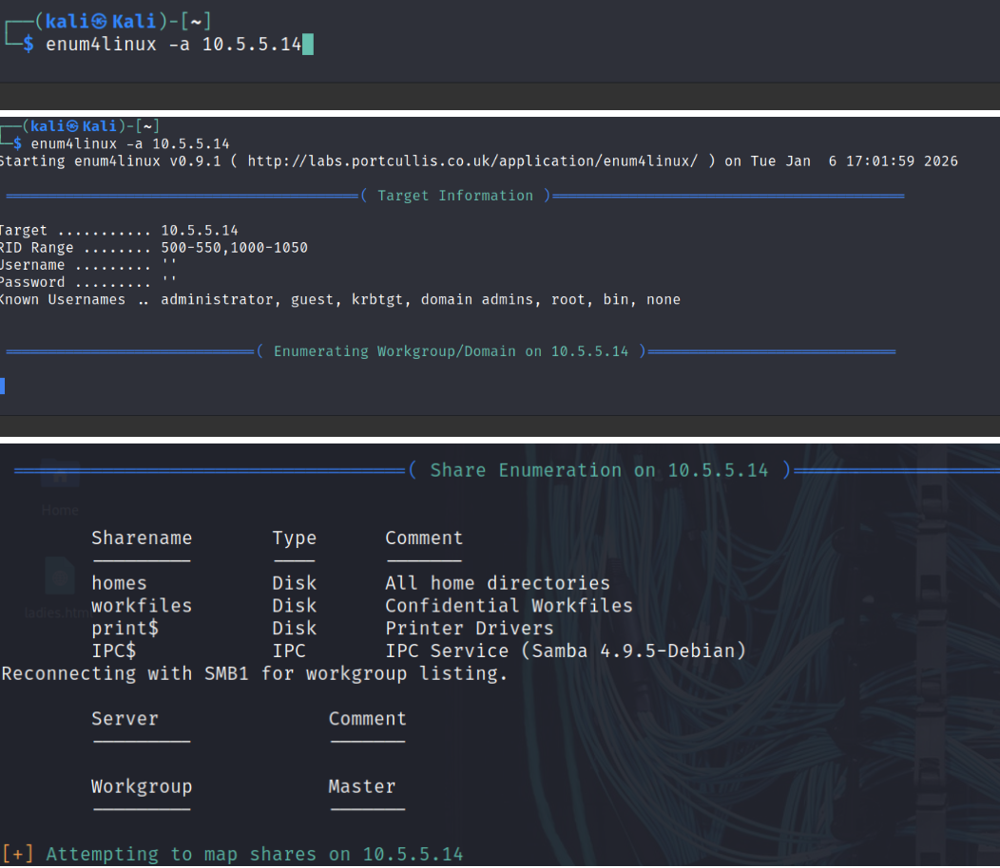 ┌──(kali㉿Kali)-[~]
└─$ enum4linux -a 10.5.5.14
┌──(kali㉿Kali)-[~]
└─$ enum4linux -a 10.5.5.14
Starting enum4linux v0.9.1 ( http://labs.portcullis.co.uk/application/enum4linux/ ) on Tue Jan  6 17:01:59 2026
( Target Information )
Target ........... 10.5.5.14
RID Range ........ 500-550,1000-1050
Username ......... ''
Password ......... ''
Known Usernames .. administrator, guest, krbtgt, domain admins, root, bin, none
( Enumerating Workgroup/Domain on 10.5.5.14 )
( Share Enumeration on 10.5.5.14 )
Home
Sharename Type Comment
homes Disk All home directories
workfiles Disk Confidential Workfiles
print$ Disk Printer Drivers
IPC$ IPC IPC Service (Samba 4.9.5-Debian)
Reconnecting with SMB1 for workgroup listing.
Server Comment
Workgroup Master
[+] Attempting to map shares on 10.5.5.14